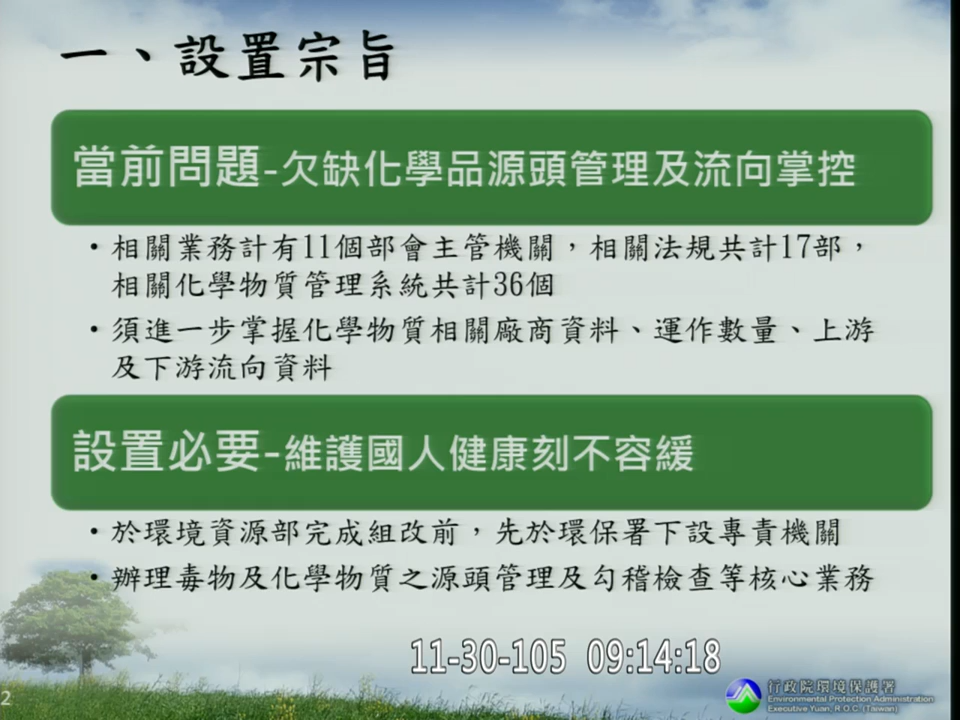 一、設置宗旨
當前問題-欠缺化學品源頭管理及流向掌控
•相關業務計有11個部會主管機關，相關法規共計17部，
相關化學物質管理系統共計36個
•須進一步掌握化學物質相關廠商資料、運作數量、上游
及下游流向資料
設置必要-維護國人健康刻不容緩
•於環境資源部完成組改前，先於環保署下設專責機關
•辦理毒物及化學物質之源頭管理及勾稽檢查等核心業務
11-30-105 09:14:18
2
行政院環境保護署
Environmental Protection Administration
Executive Yuan, R.O.C. (Taiwan)